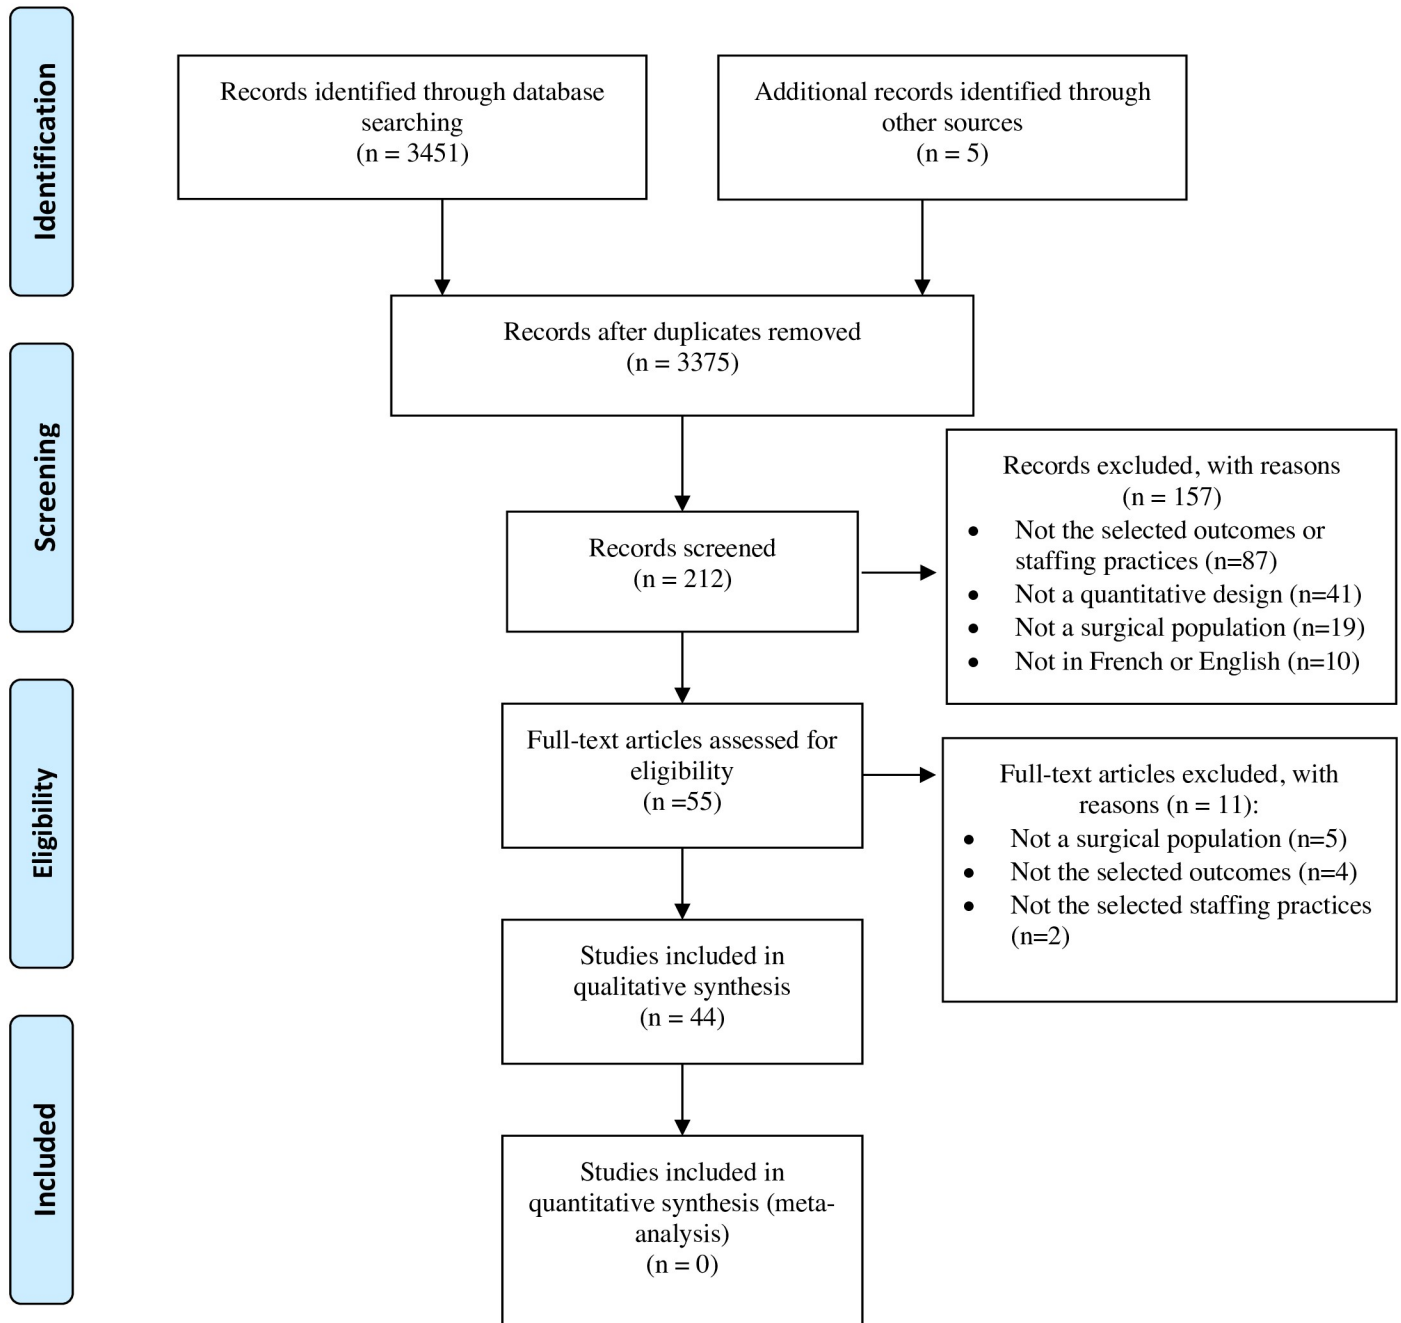 Identification
Records identified through database
searching
(n = 3451)
Additional records identified through
other sources
(n = 5)
Records after duplicates removed
(n = 3375)
Screening
Records screened
(n = 212)
Records excluded, with reasons
(n = 157)
• Not the selected outcomes or
staffing practices (n=87)
• Not a quantitative design (n=41)
• Not a surgical population (n=19)
• Not in French or English (n=10)
Eligibility
Full-text articles assessed for
eligibility
(n =55)
Full-text articles excluded, with
reasons (n = 11):
• Not a surgical population (n=5)
• Not the selected outcomes (n=4)
• Not the selected staffing practices
(n=2)
Studies included in
qualitative synthesis
(n = 44)
Included
Studies included in
quantitative synthesis (meta-
analysis)
(n = 0)